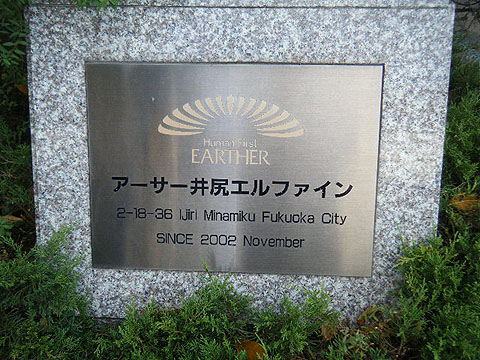 Human First
EARTHER
アーサー井尻エルファイン
2-18-36 IJiri Minamiku Fukuoka City
SINCE 2002 November